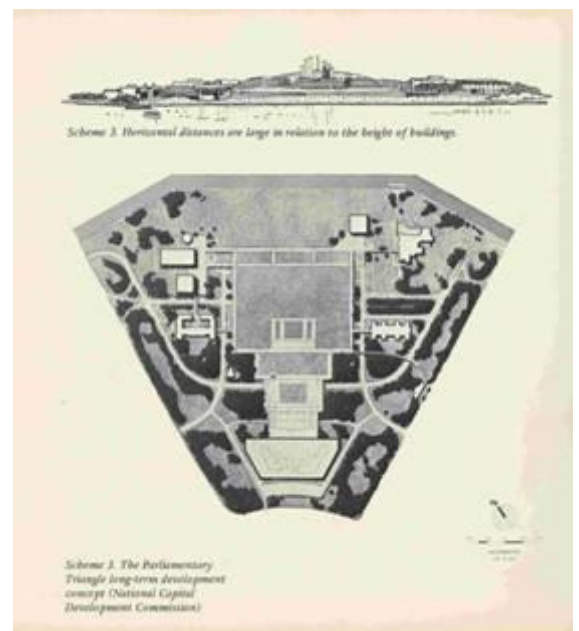 Scheme 3. Horizontal distances are large in relation to the height of buildings.
Scheme 3. The Parliamentary
Triangle long-term development
concept (National Capital
Development Commission)